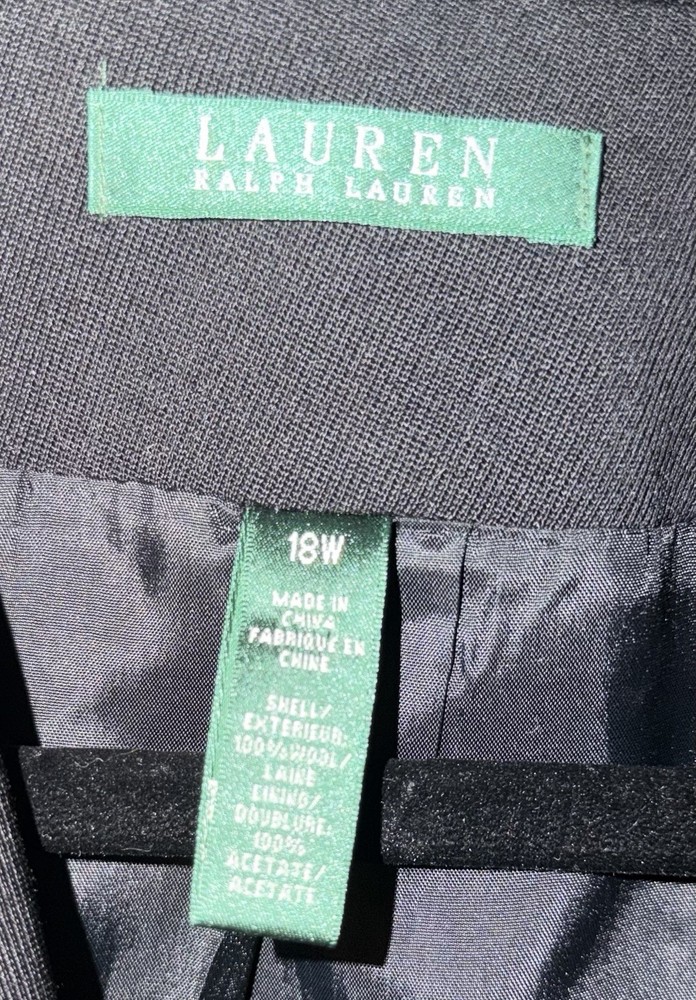 LAUREN
RALPH LAUREN
18W
MADE IN
CHINA
FABRIQUE EN
CHINE
SHELL/
EXTERIEUR:
100%WOOL/
LAINE
LINING/
DOUBLURE:
100%
ACETATE/
ACETATE